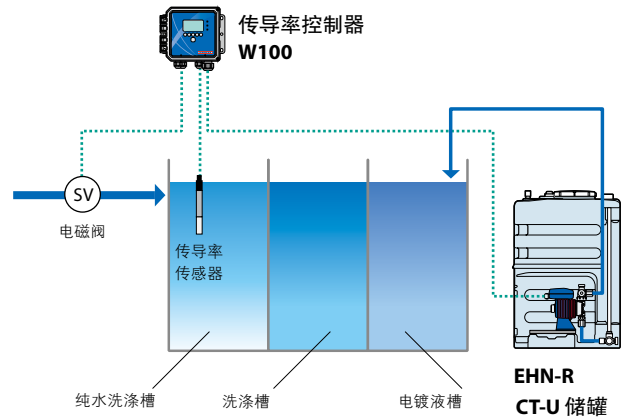 传导率控制器
W100
SV
电磁阀
传导率
传感器
纯水洗涤槽
洗涤槽
电镀液槽
EHN-R
CT-U 储罐